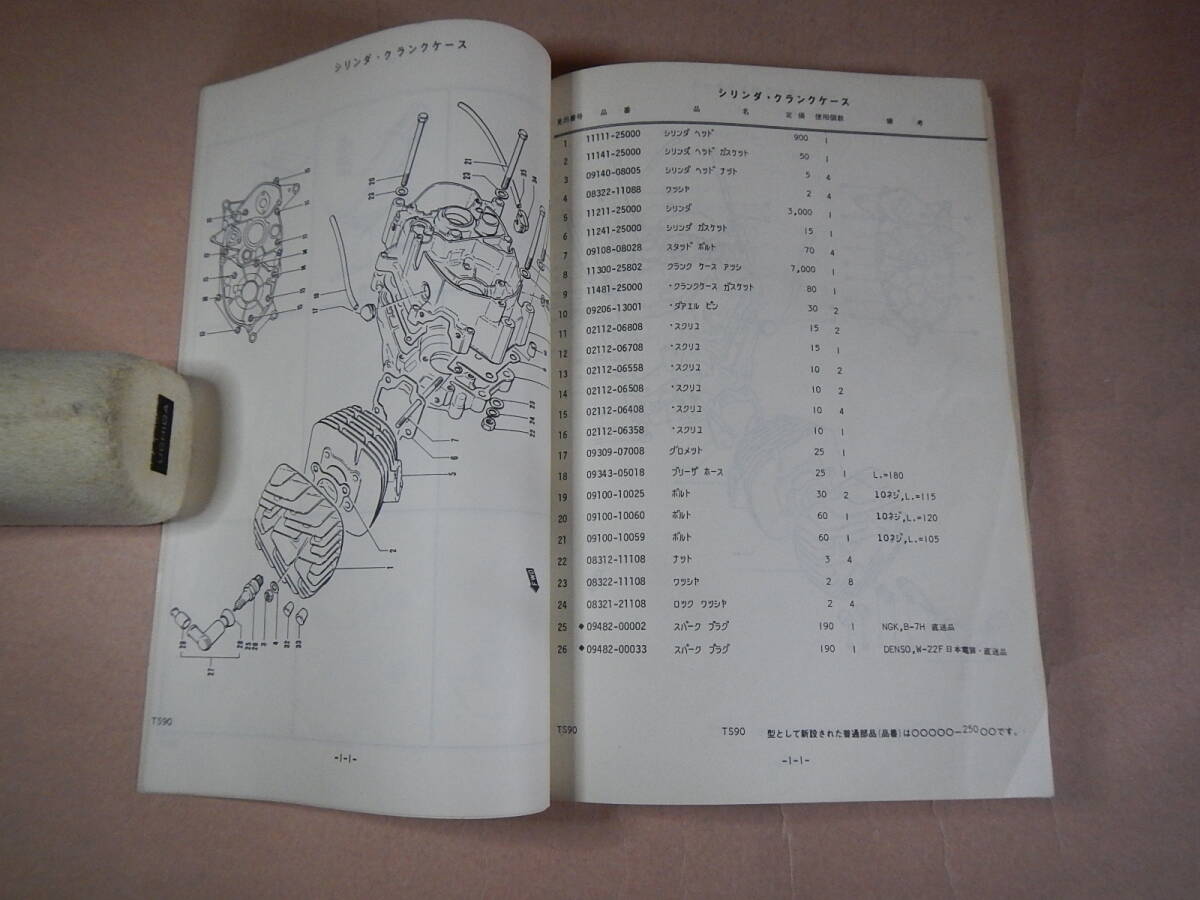 シリンダ・クランクケース
TS90
-1-1-
シリンダ・クランクケース
品番 品名 定価 使用個数 備考
1 11111-25000 シリンダ ヘッド 900 1
2 11141-25000 シリンダ ヘッド ガスケット 50 1
3 09140-08005 シリンダ ヘッド ナット 5 4
4 08322-11088 ワッシヤ 2 4
5 11211-25000 シリンダ 3,000 1
6 11241-25000 シリンダ ガスケット 15 1
7 09108-08028 スタッド ボルト 70 4
8 11300-25802 クランク ケース アッシ 7,000 1
9 11481-25000 ・クランクケース ガスケット 80 1
10 09206-13001 ・ダアエル ピン 30 2
11 02112-06808 ・スクリユ 15 2
12 02112-06708 ・スクリユ 15 1
13 02112-06558 ・スクリユ 10 2
14 02112-06508 ・スクリユ 10 2
15 02112-06408 ・スクリユ 10 4
16 02112-06358 ・スクリユ 10 1
17 09309-07008 グロメット 25 1
18 09343-05018 ブリーザ ホース 25 1 L.=180
19 09100-10025 ボルト 30 2 10ネジ,L.=115
20 09100-10060 ボルト 60 1 10ネジ,L.=120
21 09100-10059 ボルト 60 1 10ネジ,L.=105
22 08312-11108 ナット 3 4
23 08322-11108 ワッシヤ 2 8
24 08321-21108 ロック ワッシヤ 2 4
25 ◆09482-00002 スパーク プラグ 190 1 NGK,B-7H 直送品
26 ◆09482-00033 スパーク プラグ 190 1 DENSO,W-22F 日本電装・直送品
TS90
TS90 型として新設された普通部品(品番)は○○○○○-250○○です。
-1-1-
UCHIDA